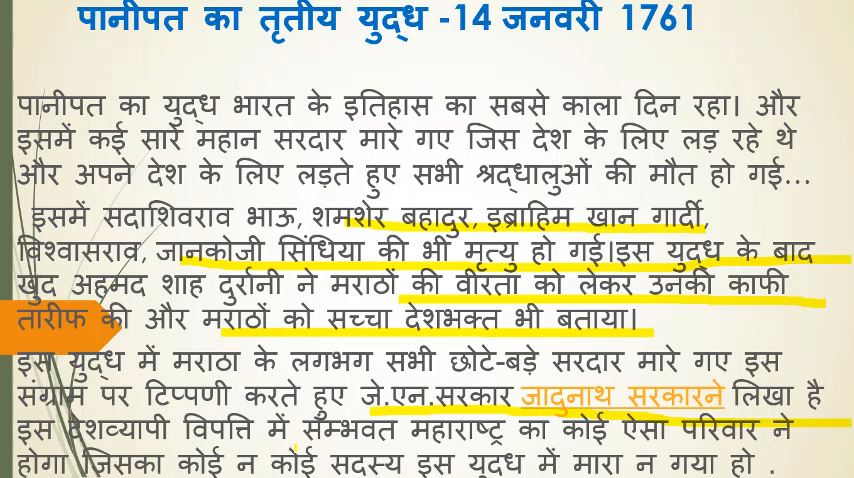 पानीपत का तृतीय युद्ध -14 जनवरी 1761
पानीपत का युद्ध भारत के इतिहास का सबसे काला दिन रहा। और
इसमें कई सारे महान सरदार मारे गए जिस देश के लिए लड़ रहे थे
और अपने देश के लिए लड़ते हुए सभी श्रद्धालुओं की मौत हो गई...
इसमें सदाशिवराव भाऊ, शमशेर बहादुर, इब्राहिम खान गार्दी,
विश्वासराव, जानकोजी सिंधिया की भी मृत्यु हो गई।इस युद्ध के बाद
खुद अहमद शाह दुर्रानी ने मराठों की वीरता को लेकर उनकी काफी
तारीफ की और मराठों को सच्चा देशभक्त भी बताया।
इस युद्ध में मराठा के लगभग सभी छोटे-बड़े सरदार मारे गए इस
संग्राम पर टिप्पणी करते हुए जे.एन.सरकार जादुनाथ सरकारने लिखा है
इस देशव्यापी विपत्ति में सम्भवत महाराष्ट्र का कोई ऐसा परिवार ने
होगा जिसका कोई न कोई सदस्य इस युद्ध में मारा न गया हो .